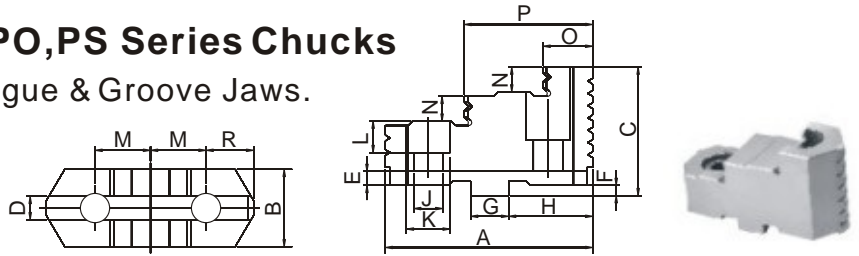 PO,PS Series Chucks
gue & Groove Jaws.
P
O
N
N
C
L
E
F
J
K
G
H
A
M M R
D
B